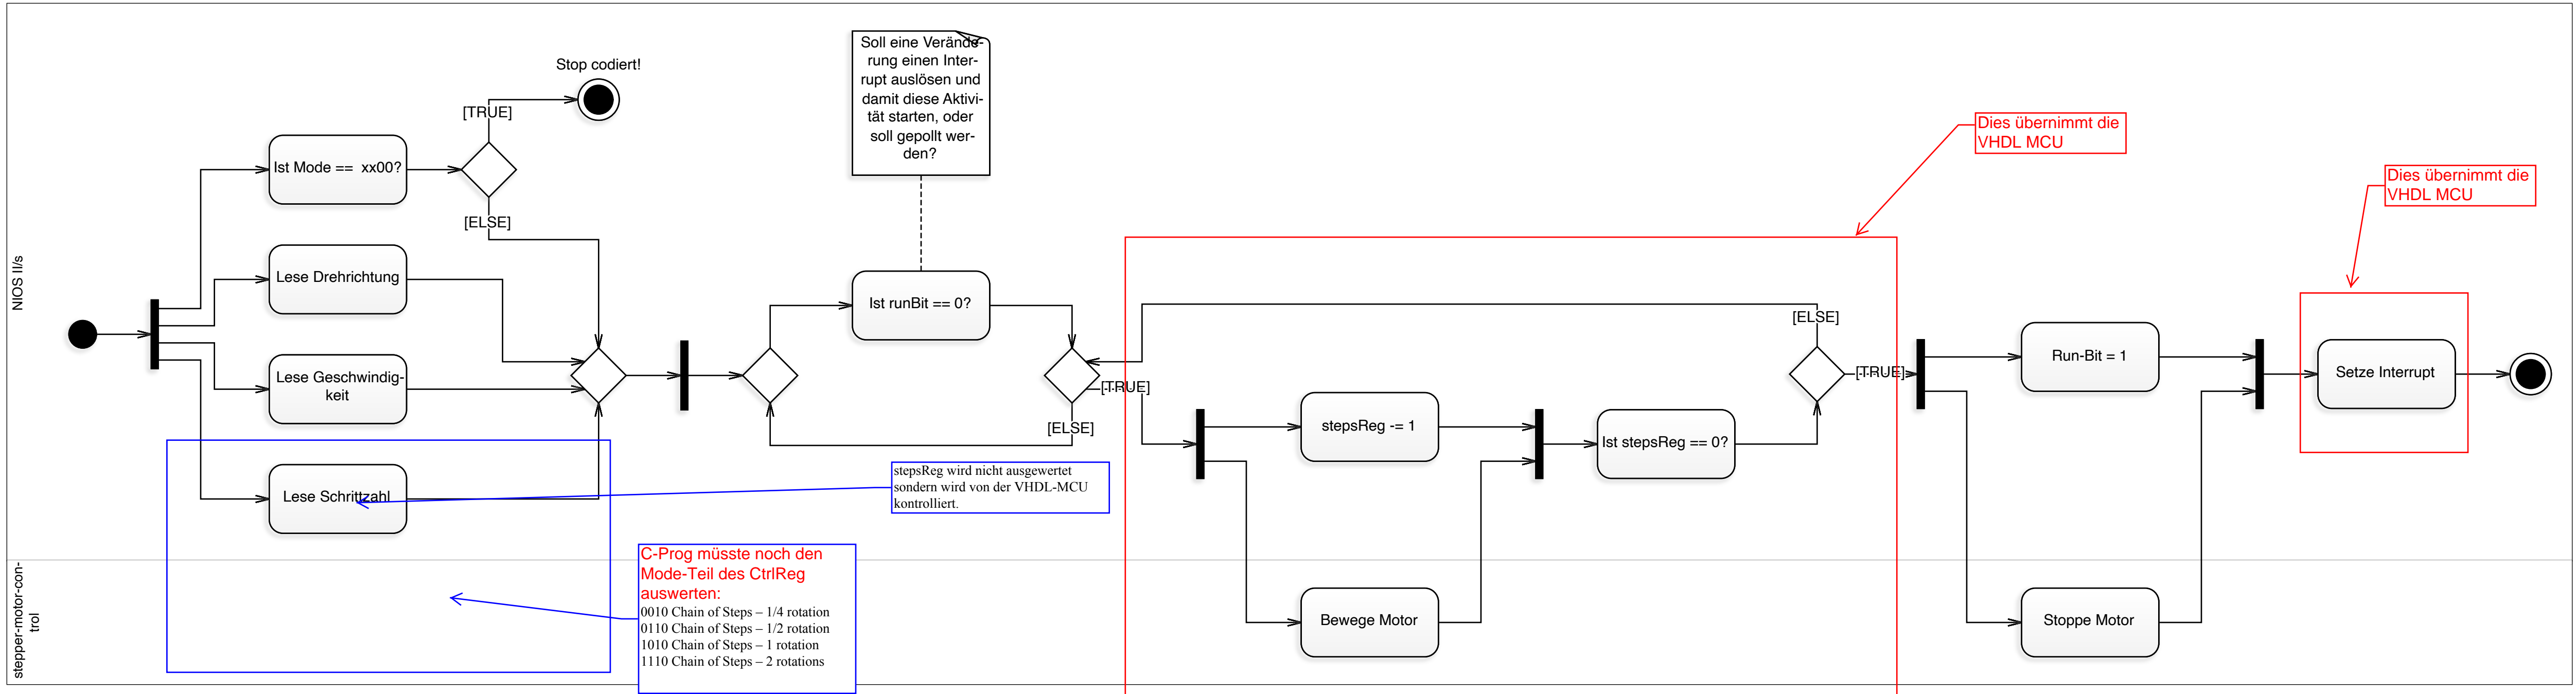 NIOS II/s
stepper-motor-con-
trol
Stop codiert!
[TRUE]
Ist Mode == xx00?
[ELSE]
Lese Drehrichtung
Lese Geschwindig-
keit
Lese Schrittzahl
Soll eine Verände-
rung einen Inter-
rupt auslösen und
damit diese Aktivi-
tät starten, oder
soll gepollt wer-
den?
Ist runBit == 0?
[TRUE]
[ELSE]
stepsReg wird nicht ausgewertet
sondern wird von der VHDL-MCU
kontrolliert.
C-Prog müsste noch den
Mode-Teil des CtrlReg
auswerten:
0010 Chain of Steps – 1/4 rotation
0110 Chain of Steps – 1/2 rotation
1010 Chain of Steps – 1 rotation
1110 Chain of Steps – 2 rotations
Dies übernimmt die
VHDL MCU
stepsReg -= 1
Bewege Motor
Ist stepsReg == 0?
[ELSE]
[TRUE]
Run-Bit = 1
Stoppe Motor
Dies übernimmt die
VHDL MCU
Setze Interrupt